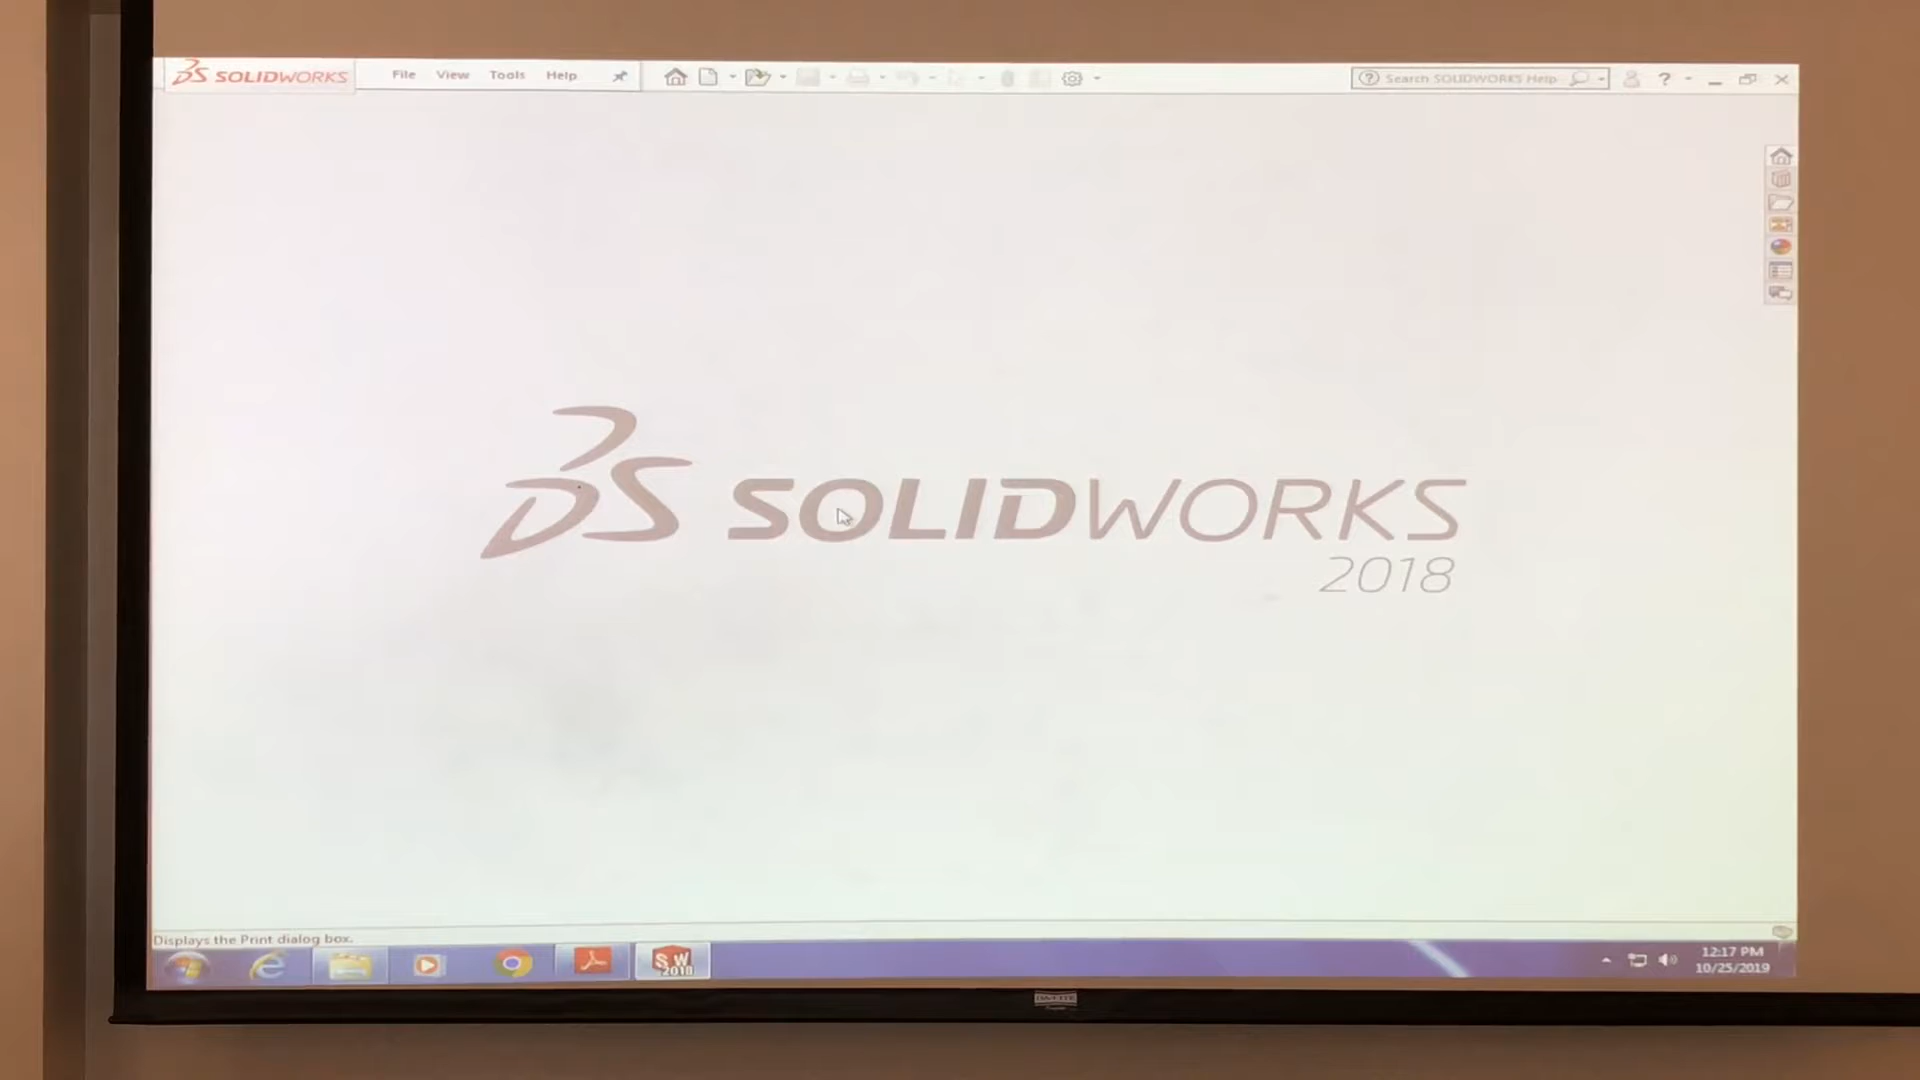 SOLIDWORKS File View Tools Help Search SOLIDWORKS Help ?
SOLIDWORKS
2018
Displays the Print dialog box.
SW
2018
12:17 PM
10/25/2019